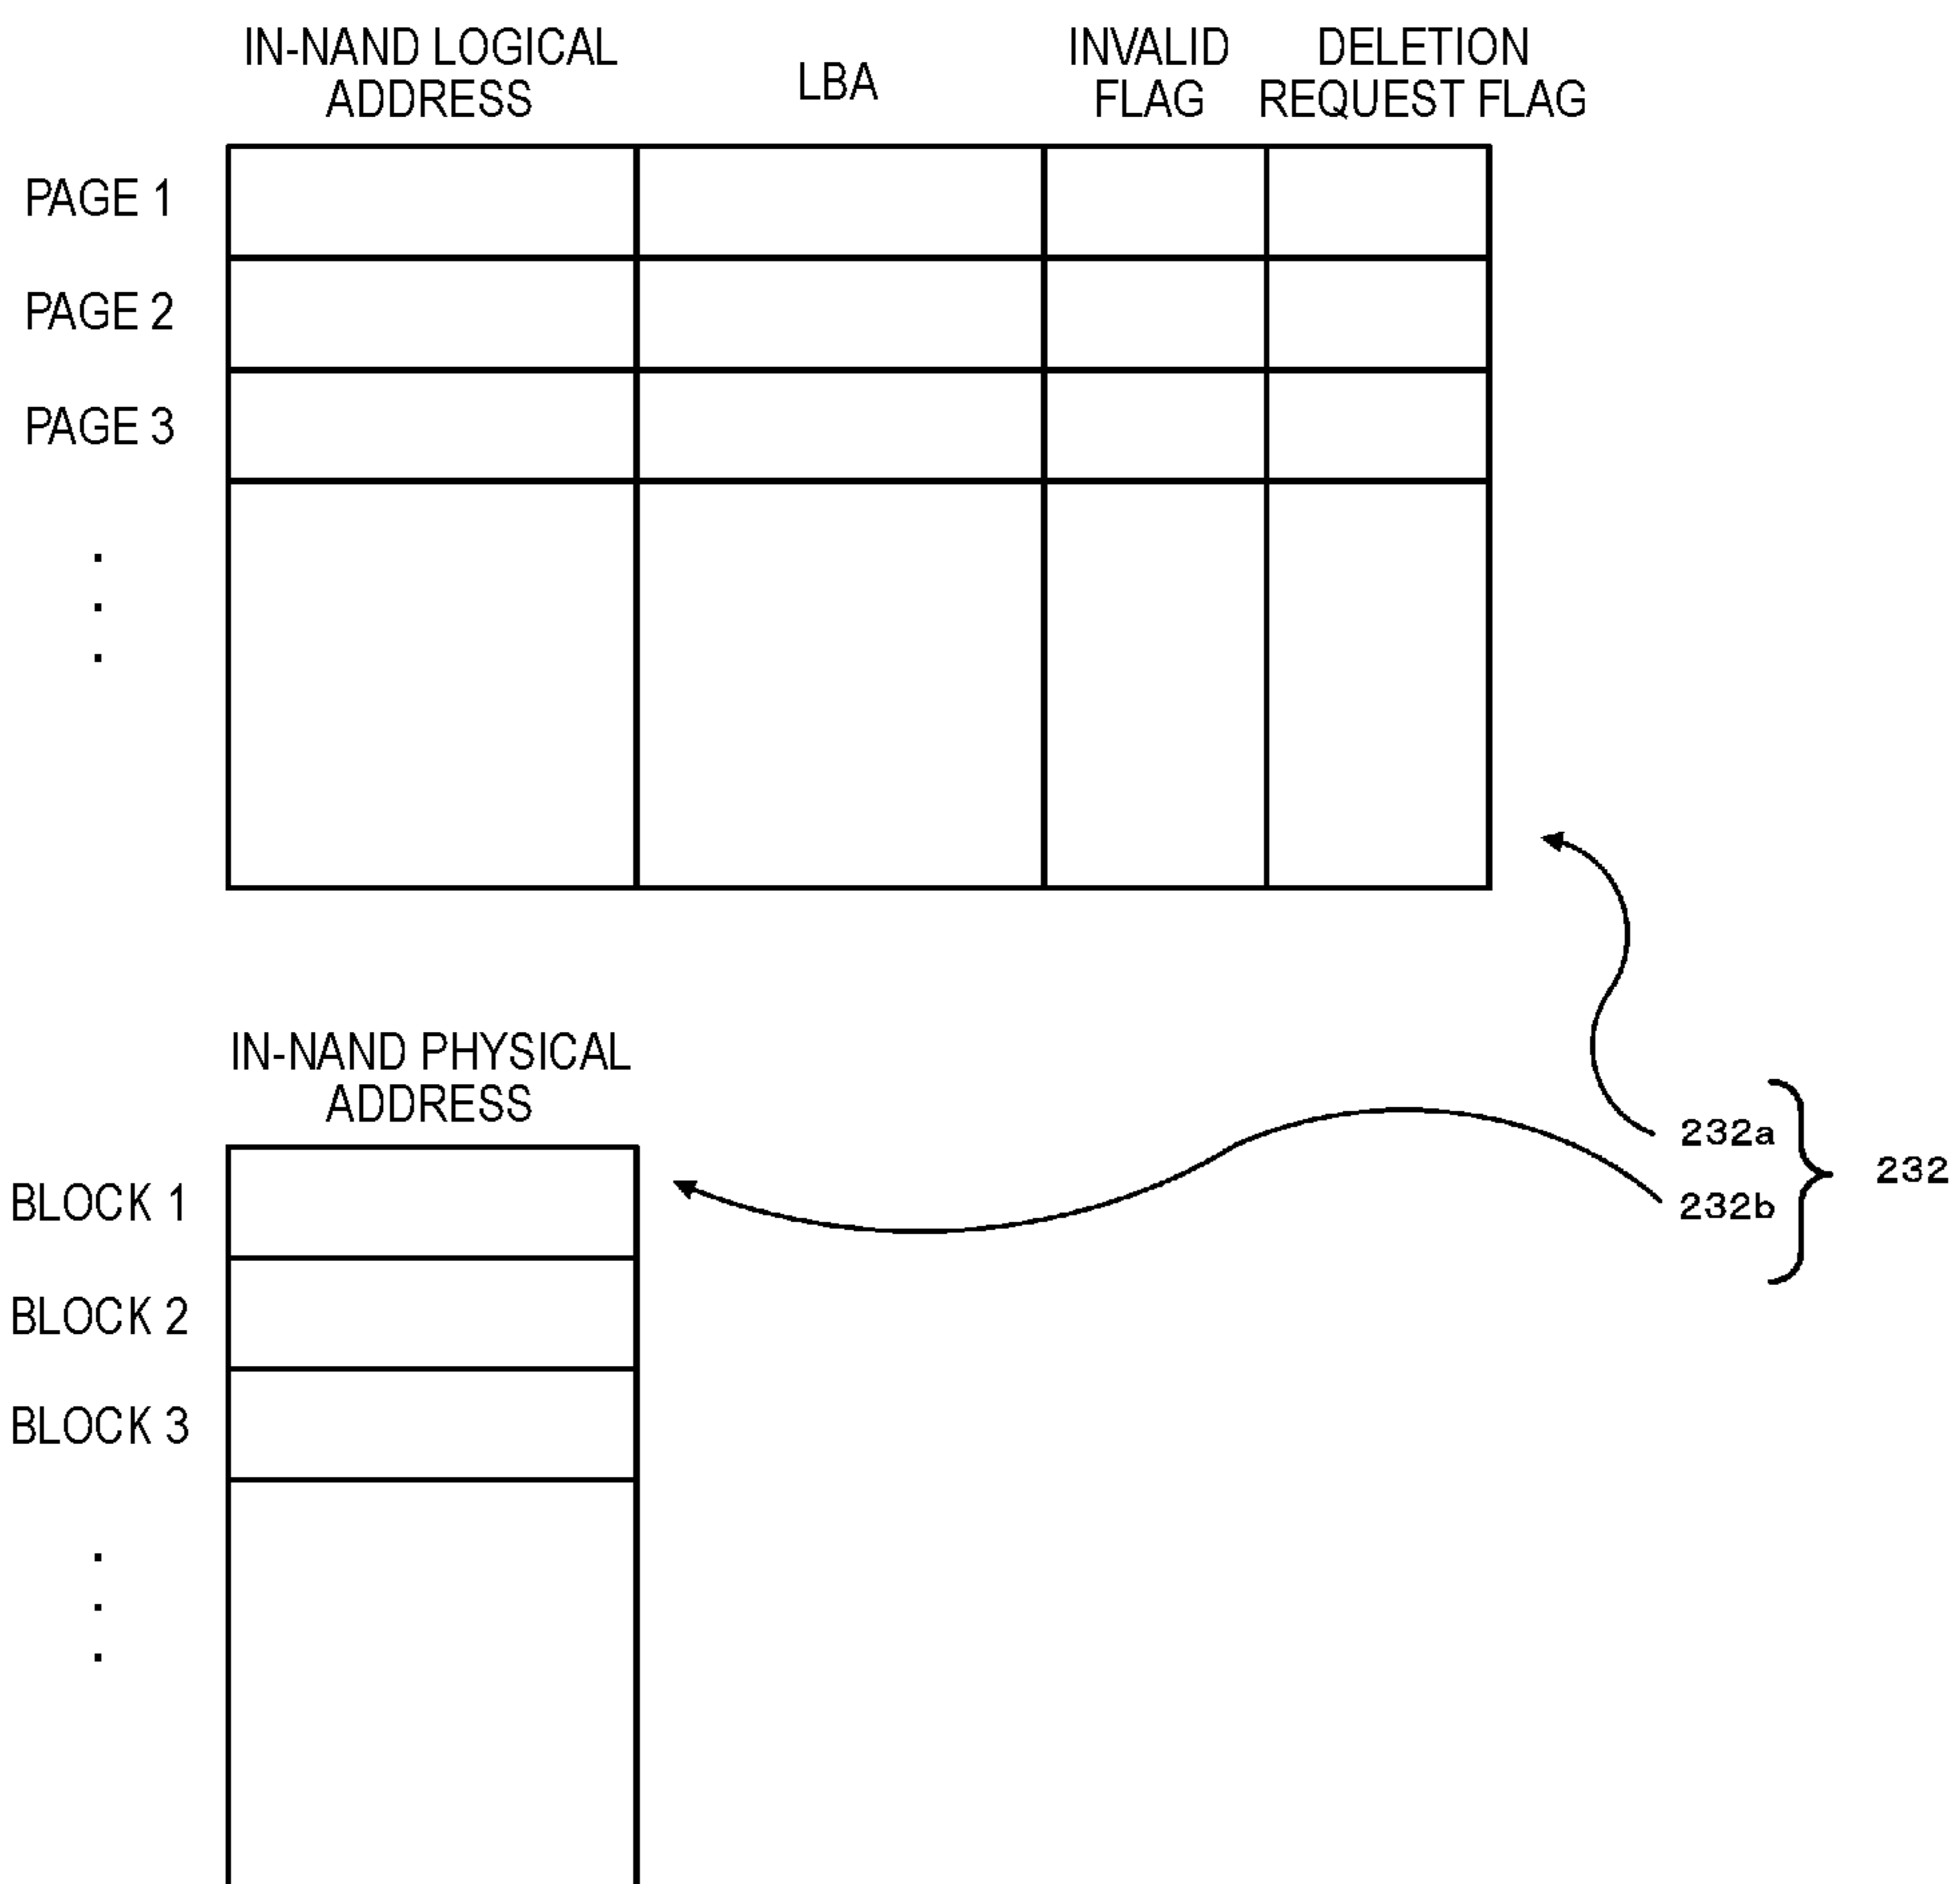 IN-NAND LOGICAL
ADDRESS
LBA
INVALID
FLAG
DELETION
REQUEST FLAG
PAGE 1
PAGE 2
PAGE 3
IN-NAND PHYSICAL
ADDRESS
BLOCK 1
BLOCK 2
BLOCK 3
232a
232b
232